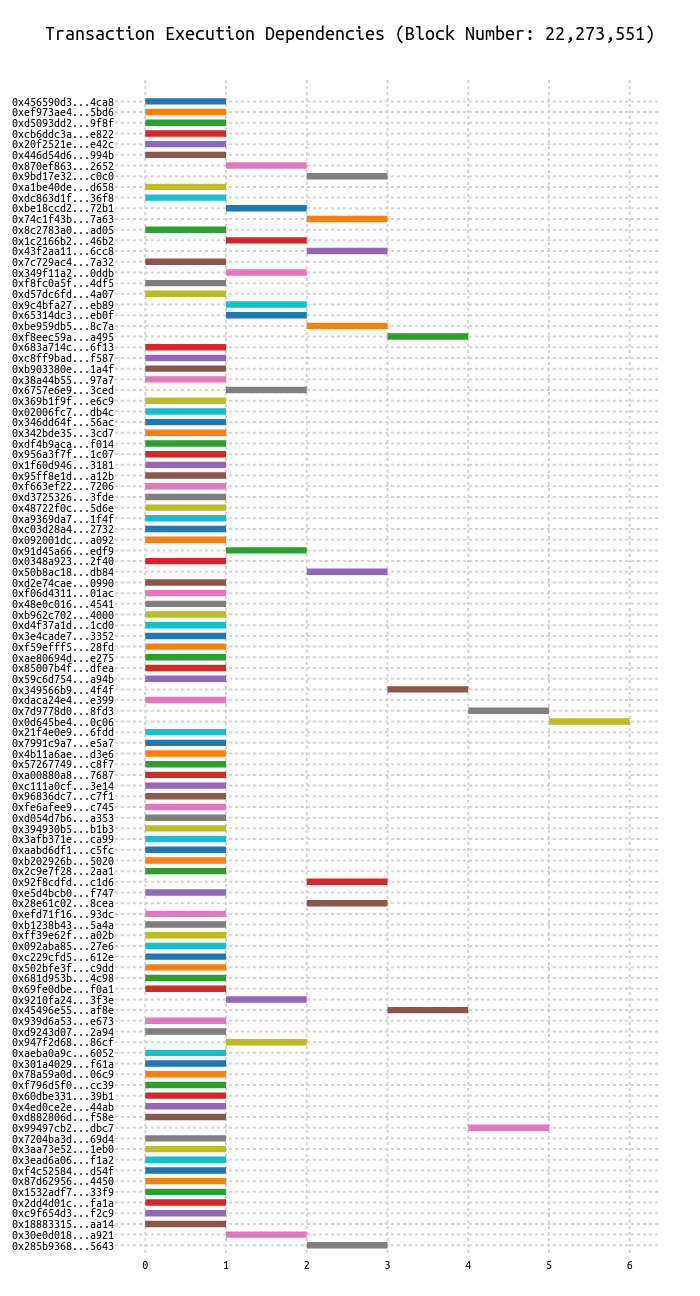 Transaction Execution Dependencies (Block Number: 22,273,551)
0x456590d3...4ca8
0xef973ae4...5bd6
0xd5093dd2...9f8f
0xcb6ddc3a...e822
0x20f2521e...e42c
0x446d54d6...994b
0x870ef863...2652
0x9bd17e32...c0c0
0xa1be40de...d658
0xdc863d1f...36f8
0xbe18ccd2...72b1
0x74c1f43b...7a63
0x8c2783a0...ad05
0x1c2166b2...46b2
0x43f2aa11...6cc8
0x7c729ac4...7a32
0x349f11a2...0ddb
0xf8fc0a5f...4df5
0xd57dc6fd...4a07
0x9c4bfa27...eb89
0x65314dc3...eb0f
0xbe959db5...8c7a
0xf8eec59a...a495
0x683a714c...6f13
0xc8ff9bad...f587
0xb903380e...1a4f
0x38a44b55...97a7
0x6757e6e9...3ced
0x369b1f9f...e6c9
0x02006fc7...db4c
0x346dd64f...56ac
0x342bde35...3cd7
0xdf4b9aca...f014
0x956a3f7f...1c07
0x1f60d946...3181
0x95ff8e1d...a12b
0xf663ef22...7206
0xd3725326...3fde
0x48722f0c...5d6e
0xa9369da7...1f4f
0xc03d28a4...2732
0x092001dc...a092
0x91d45a66...edf9
0x0348a923...2f40
0x50b8ac18...db84
0xd2e74cae...0990
0xf06d4311...01ac
0x48e0c016...4541
0xb962c702...4000
0xd4f37a1d...1cd0
0x3e4cade7...3352
0xf59efff5...28fd
0xae80694d...e275
0x85007b4f...dfea
0x59c6d754...a94b
0x349566b9...4f4f
0xdaca24e4...e399
0x7d9778d0...8fd3
0x0d645be4...0c06
0x21f4e0e9...6fdd
0x7991c9a7...e5a7
0x4b11a6ae...d3e6
0x57267749...c8f7
0xa00880a8...7687
0xc111a0cf...3e14
0x96836dc7...c7f1
0xfe6afee9...c745
0xd054d7b6...a353
0x394930b5...b1b3
0x3afb371e...ca99
0xaabd6df1...c5fc
0xb202926b...5020
0x2c9e7f28...2aa1
0x92f8cdfd...c1d6
0xe5d4bcb0...f747
0x28e61c02...8cea
0xefd71f16...93dc
0xb1238b43...5a4a
0xff39e62f...a02b
0x092aba85...27e6
0xc229cfd5...612e
0x502bfe3f...c9dd
0x681d953b...4c98
0x69fe0dbe...f0a1
0x9210fa24...3f3e
0x45496e55...af8e
0x939d6a53...e673
0xd9243d07...2a94
0x947f2d68...86cf
0xaeba0a9c...6052
0x301a4029...f61a
0x78a59a0d...06c9
0xf796d5f0...cc39
0x60dbe331...39b1
0x4ed0ce2e...44ab
0xd882806d...f58e
0x99497cb2...dbc7
0x7204ba3d...69d4
0x3aa73e52...1eb0
0x3ead6a06...f1a2
0xf4c52584...d54f
0x87d62956...4450
0x1532adf7...33f9
0x2dd4d01c...fa1a
0xc9f654d3...f2c9
0x18883315...aa14
0x30e0d018...a921
0x285b9368...5643
0 1 2 3 4 5 6